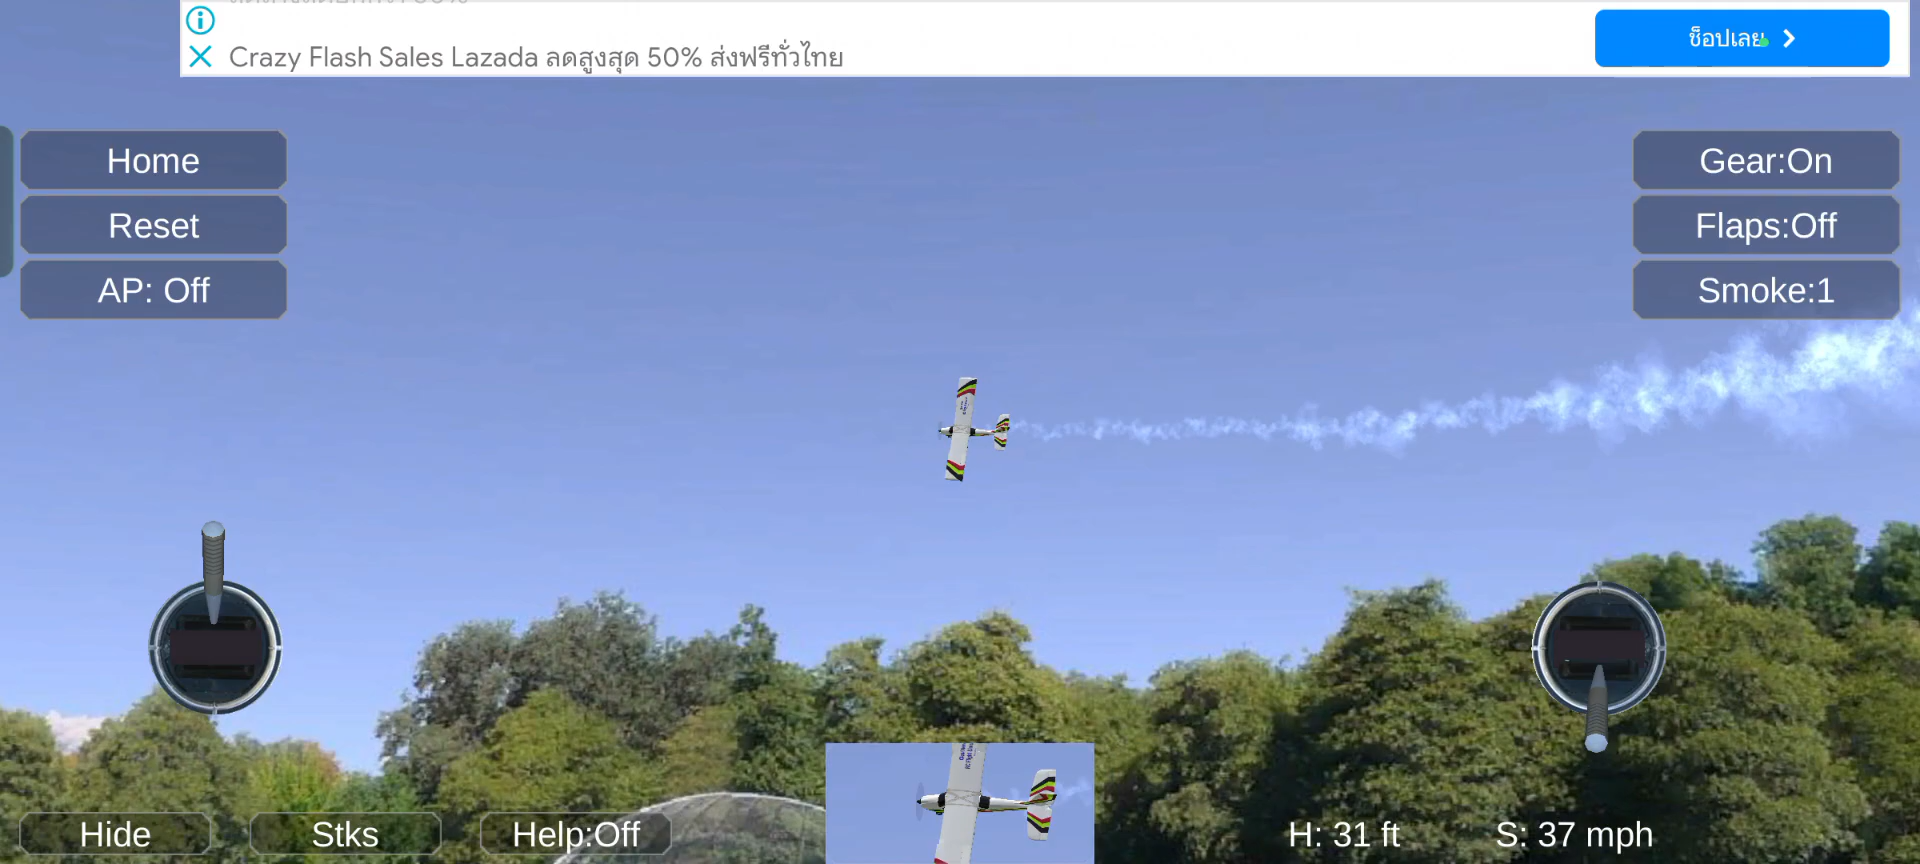 Crazy Flash Sales Lazada ลดสูงสุด 50% ส่งฟรีทั่วไทย
ช็อปเลย
Home
Reset
AP: Off
Gear:On
Flaps:Off
Smoke:1
Hide
Stks
Help:Off
H: 31 ft
S: 37 mph